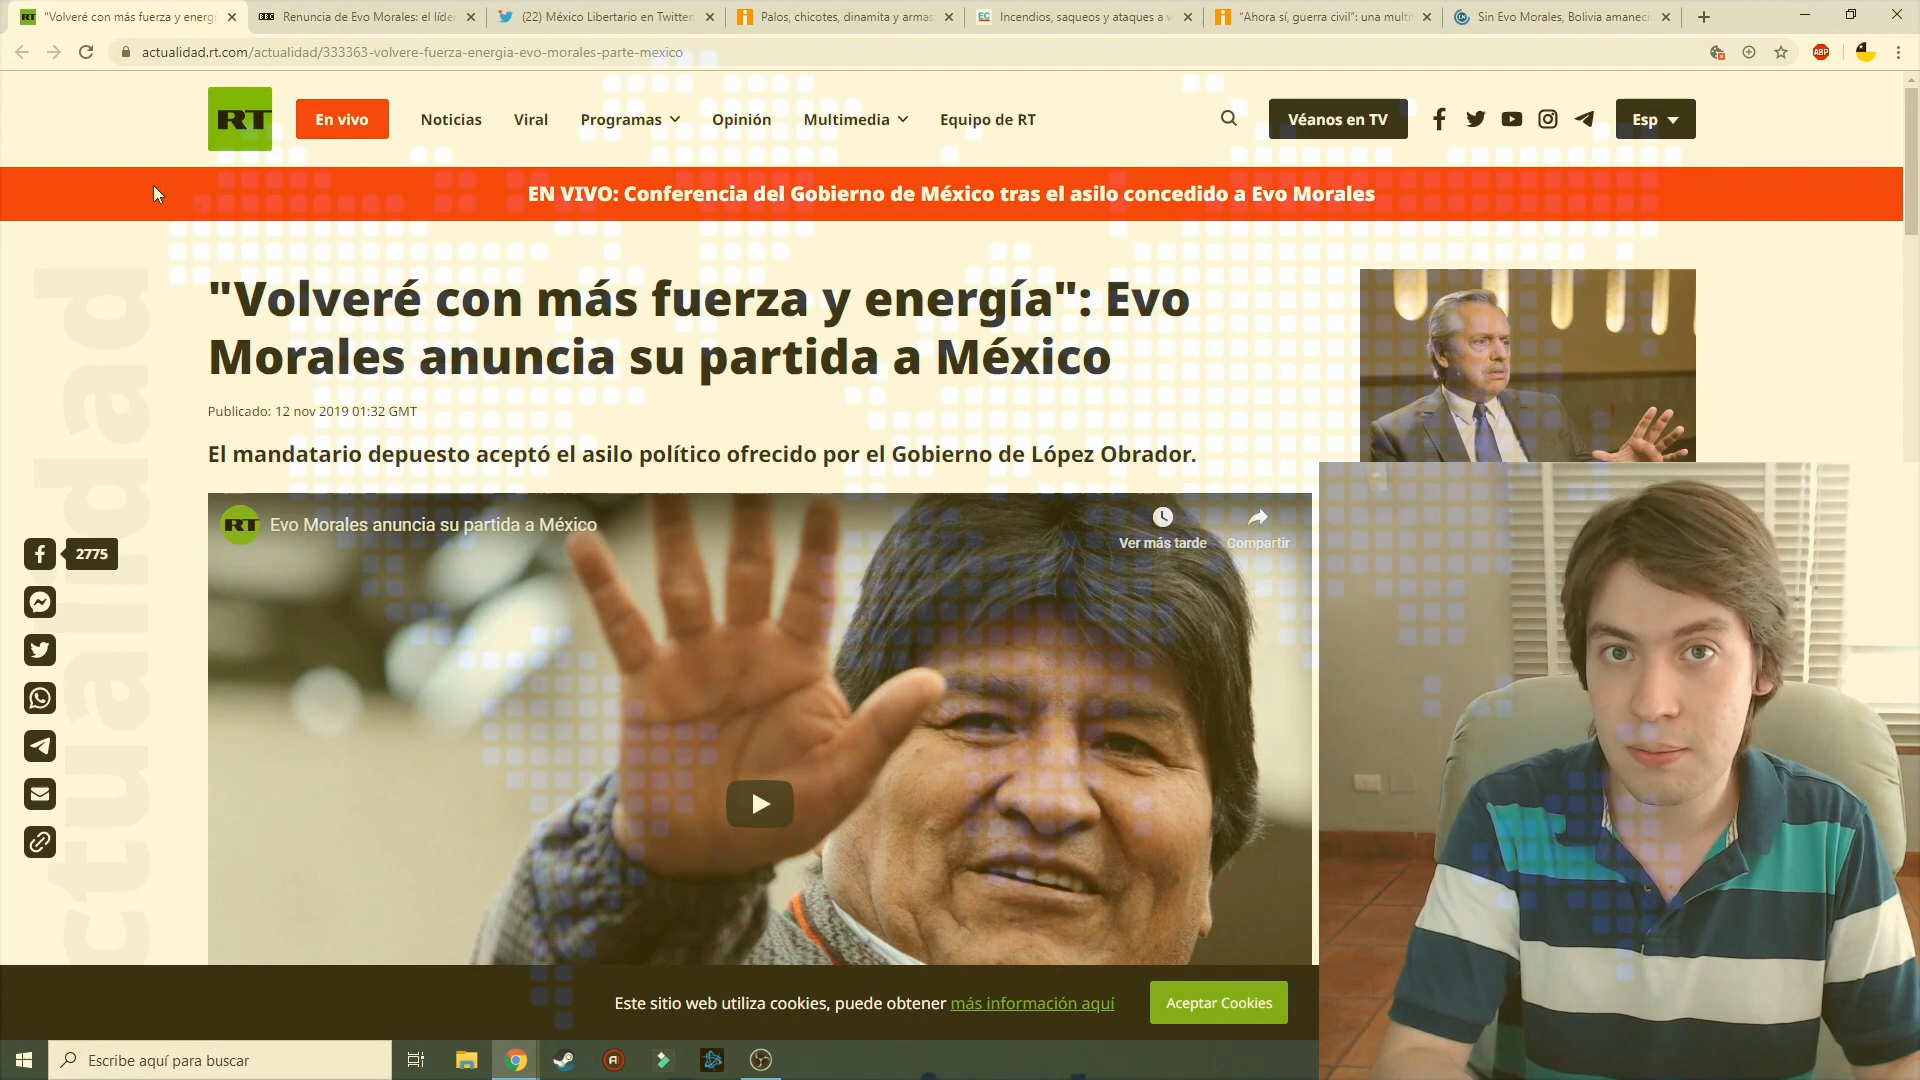 "Volveré con más fuerza y energí
Renuncia de Evo Morales: el líder
(22) México Libertario en Twitter
Palos, chicotes, dinamita y armas
Incendios, saqueos y ataques a v
"Ahora sí, guerra civil": una multi
Sin Evo Morales, Bolivia amaneci
actualidad.rt.com/actualidad/333363-volvere-fuerza-energia-evo-morales-parte-mexico
ABP
RT
En vivo
Noticias
Viral
Programas
Opinión
Multimedia
Equipo de RT
Véanos en TV
Esp
EN VIVO: Conferencia del Gobierno de México tras el asilo concedido a Evo Morales
actualidad
"Volveré con más fuerza y energía": Evo
Morales anuncia su partida a México
Publicado: 12 nov 2019 01:32 GMT
El mandatario depuesto aceptó el asilo político ofrecido por el Gobierno de López Obrador.
RT
Evo Morales anuncia su partida a México
Ver más tarde
Compartir
2775
Este sitio web utiliza cookies, puede obtener más información aquí
Aceptar Cookies
Escribe aquí para buscar